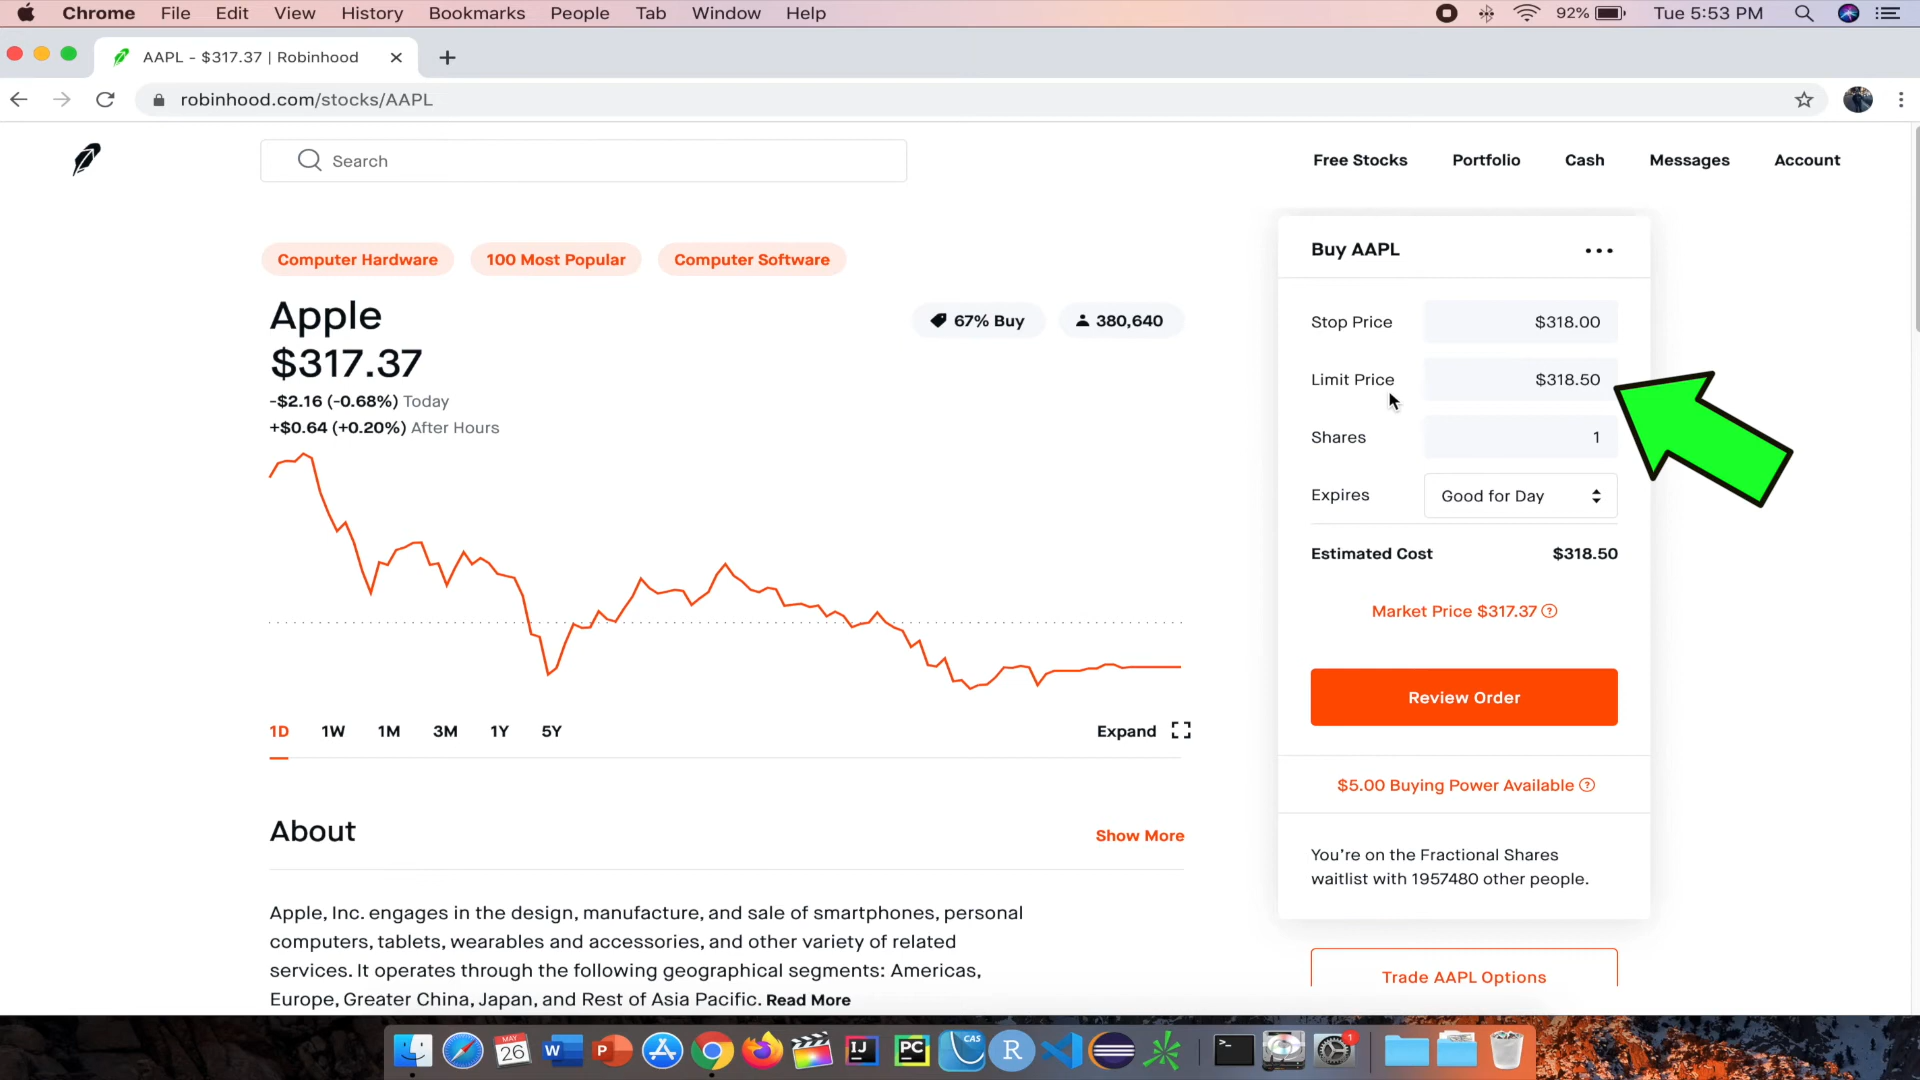 Chrome File Edit View History Bookmarks People Tab Window Help 92% Tue 5:53 PM
AAPL - $317.37 | Robinhood
robinhood.com/stocks/AAPL
Search
Free Stocks Portfolio Cash Messages Account
Computer Hardware 100 Most Popular Computer Software
Apple
$317.37
67% Buy 380,640
-$2.16 (-0.68%) Today
+$0.64 (+0.20%) After Hours
1D 1W 1M 3M 1Y 5Y Expand
About Show More
Apple, Inc. engages in the design, manufacture, and sale of smartphones, personal
computers, tablets, wearables and accessories, and other variety of related
services. It operates through the following geographical segments: Americas,
Europe, Greater China, Japan, and Rest of Asia Pacific. Read More
Buy AAPL
Stop Price $318.00
Limit Price $318.50
Shares 1
Expires Good for Day
Estimated Cost $318.50
Market Price $317.37 ?
Review Order
$5.00 Buying Power Available ?
You're on the Fractional Shares
waitlist with 1957480 other people.
Trade AAPL Options
MAY
26
W
P
IJ
PC
CAS
R
>_
1